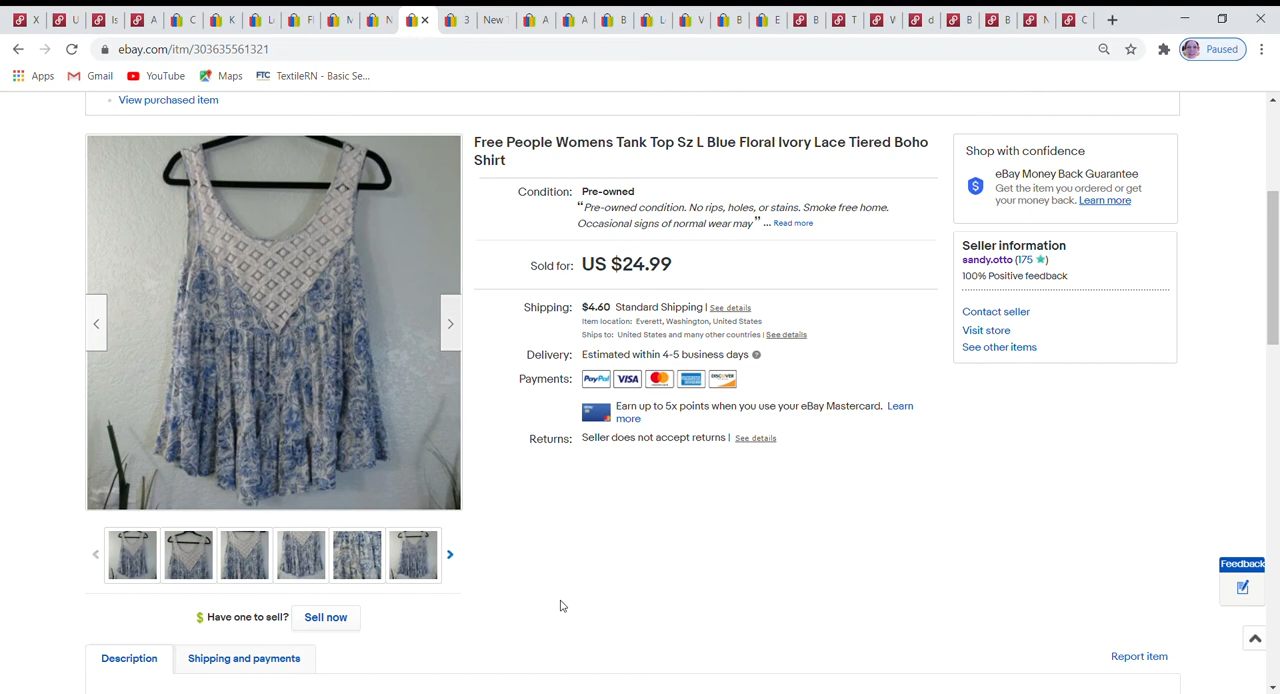 X
U
Is
A
C
K
L
F
M
N
3
New
A
A
B
L
V
B
E
B
T
V
d
B
B
N
C
ebay.com/itm/303635561321
Paused
Apps
Gmail
YouTube
Maps
FTC TextileRN - Basic Se...
View purchased item
Free People Womens Tank Top Sz L Blue Floral Ivory Lace Tiered Boho
Shirt
Condition: Pre-owned
“Pre-owned condition. No rips, holes, or stains. Smoke free home.
Occasional signs of normal wear may” ... Read more
Sold for: US $24.99
Shipping: $4.60 Standard Shipping | See details
Item location: Everett, Washington, United States
Ships to: United States and many other countries | See details
Delivery: Estimated within 4-5 business days
Payments: PayPal VISA DISCOVER
Earn up to 5x points when you use your eBay Mastercard. Learn
more
Returns: Seller does not accept returns | See details
Shop with confidence
eBay Money Back Guarantee
Get the item you ordered or get
your money back. Learn more
Seller information
sandy.otto (175)
100% Positive feedback
Contact seller
Visit store
See other items
Have one to sell? Sell now
Feedback
Description
Shipping and payments
Report item